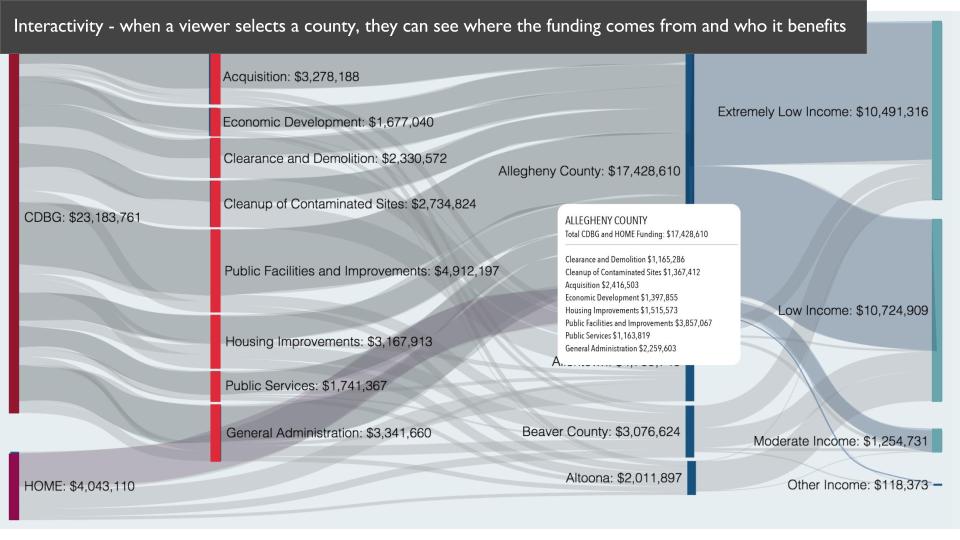 Interactivity - when a viewer selects a county, they can see where the funding comes from and who it benefits
Acquisition: $3,278,188
Economic Development: $1,677,040
Clearance and Demolition: $2,330,572
Cleanup of Contaminated Sites: $2,734,824
CDBG: $23,183,761
Public Facilities and Improvements: $4,912,197
Housing Improvements: $3,167,913
Public Services: $1,741,367
General Administration: $3,341,660
HOME: $4,043,110
Allegheny County: $17,428,610
ALLEGHENY COUNTY
Total CDBG and HOME Funding: $17,428,610
Clearance and Demolition $1,165,286
Cleanup of Contaminated Sites $1,367,412
Acquisition $2,416,503
Economic Development $1,397,855
Housing Improvements $1,515,573
Public Facilities and Improvements $3,857,067
Public Services $1,163,819
General Administration $2,259,603
Beaver County: $3,076,624
Altoona: $2,011,897
Extremely Low Income: $10,491,316
Low Income: $10,724,909
Moderate Income: $1,254,731
Other Income: $118,373